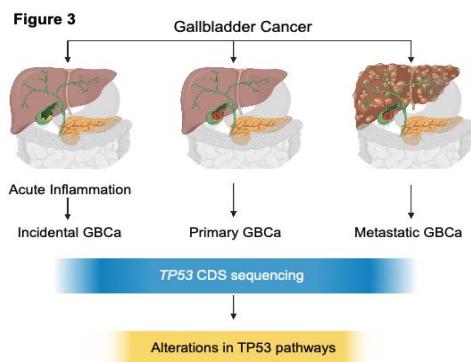 Figure 3
Gallbladder Cancer
Acute Inflammation
Incidental GBCa
Primary GBCa
Metastatic GBCa
TP53 CDS sequencing
Alterations in TP53 pathways